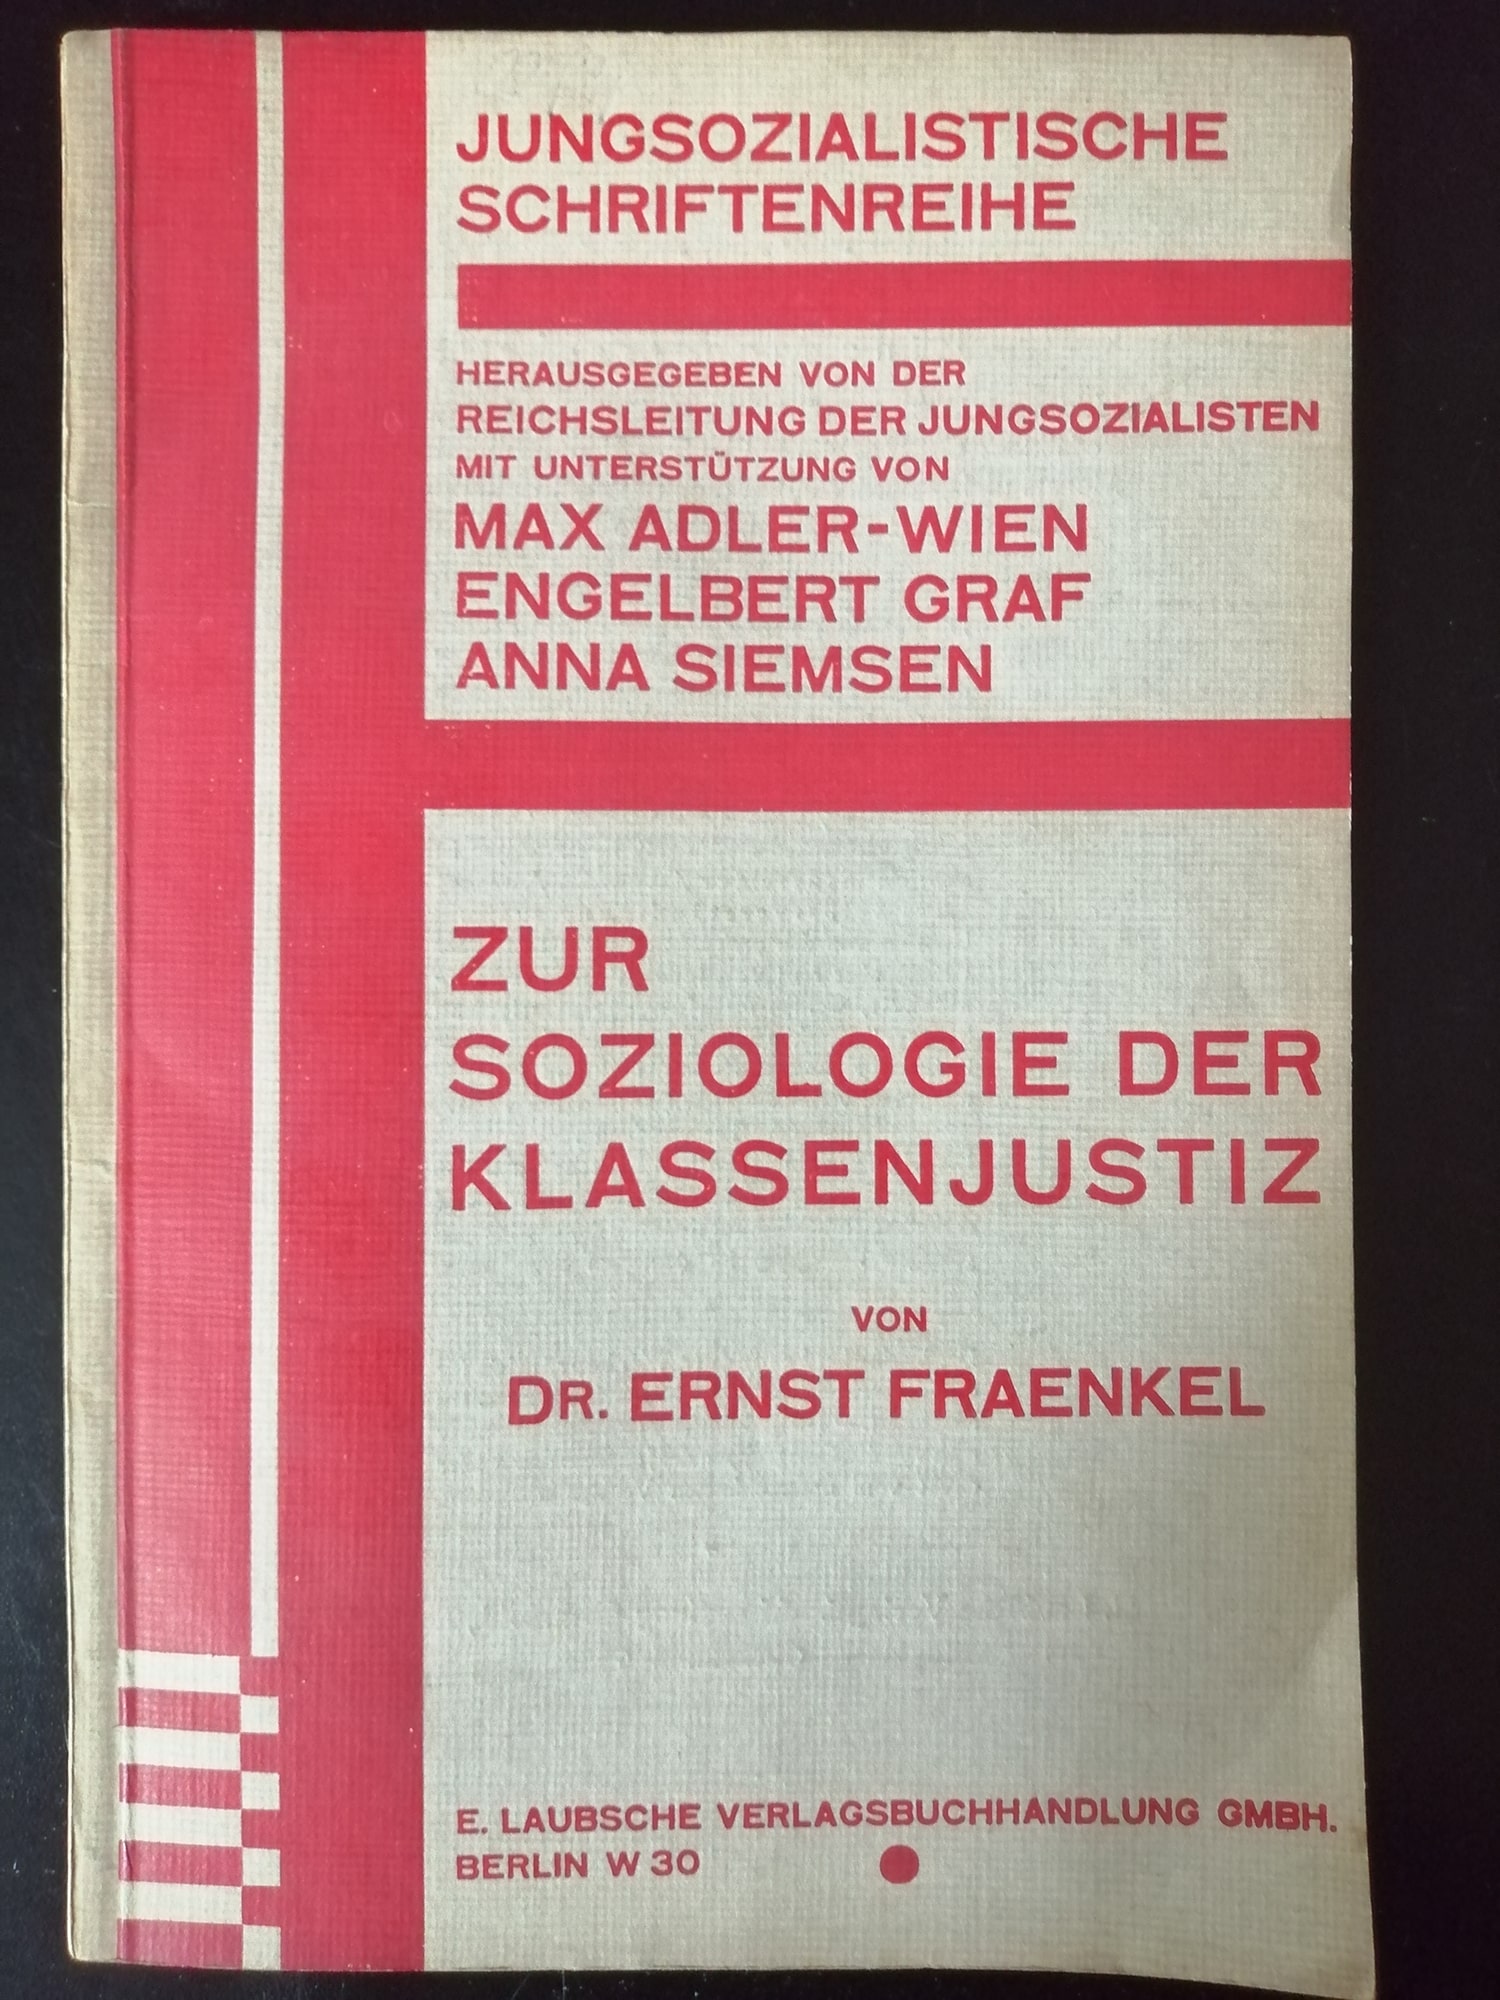 JUNGSOZIALISTISCHE
SCHRIFTENREIHE
HERAUSGEGEBEN VON DER
REICHSLEITUNG DER JUNGSOZIALISTEN
MIT UNTERSTÜTZUNG VON
MAX ADLER-WIEN
ENGELBERT GRAF
ANNA SIEMSEN
ZUR
SOZIOLOGIE DER
KLASSENJUSTIZ
VON
DR. ERNST FRAENKEL
E. LAUBSCHE VERLAGSBUCHHANDLUNG GMBH.
BERLIN W 30